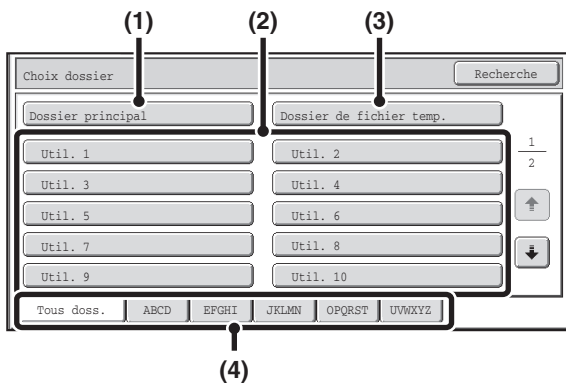 (1) (2) (3)
Choix dossier Recherche
Dossier principal Dossier de fichier temp.
Util. 1 Util. 2
1
2
Util. 3 Util. 4
Util. 5 Util. 6
Util. 7 Util. 8
Util. 9 Util. 10
Tous doss. ABCD EFGHI JKLMN OPQRST UVWXYZ
(4)